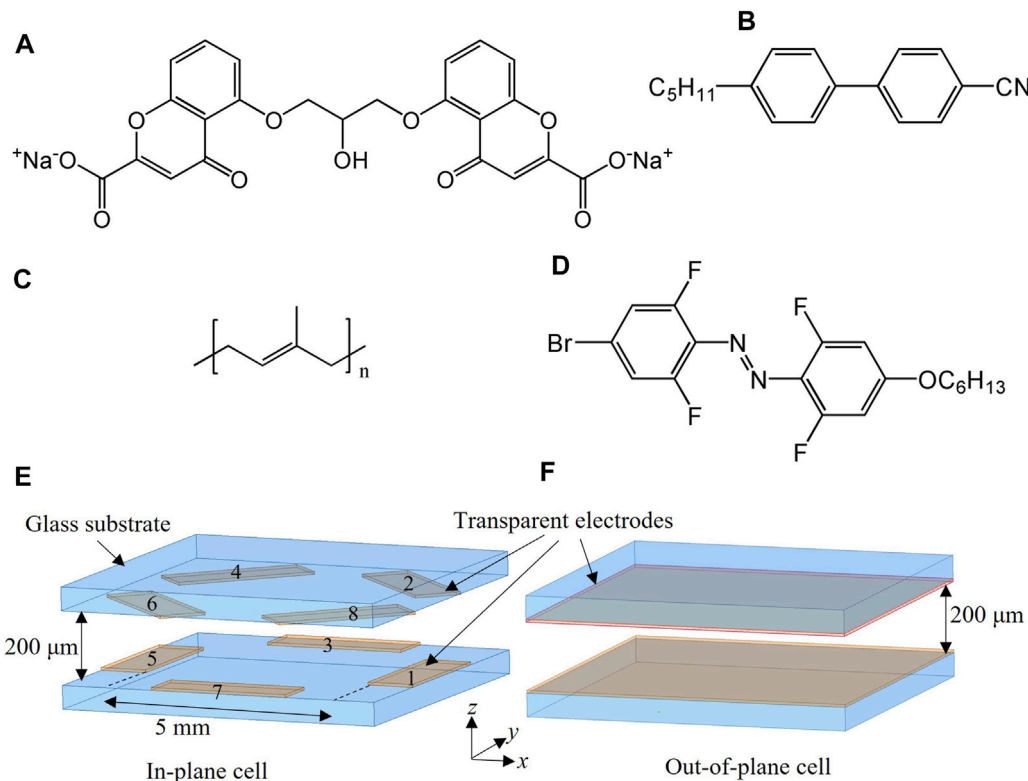 A
B
O
O
O
O
OH
+Na-O
O
O
O
O
O-Na+
O
C5H11
CN
C
n
D
F
F
Br
N
N
F
F
OC6H13
E
F
Glass substrate
Transparent electrodes
4
2
6
8
200 μm
200 μm
3
5
1
7
5 mm
z
y
x
In-plane cell
Out-of-plane cell